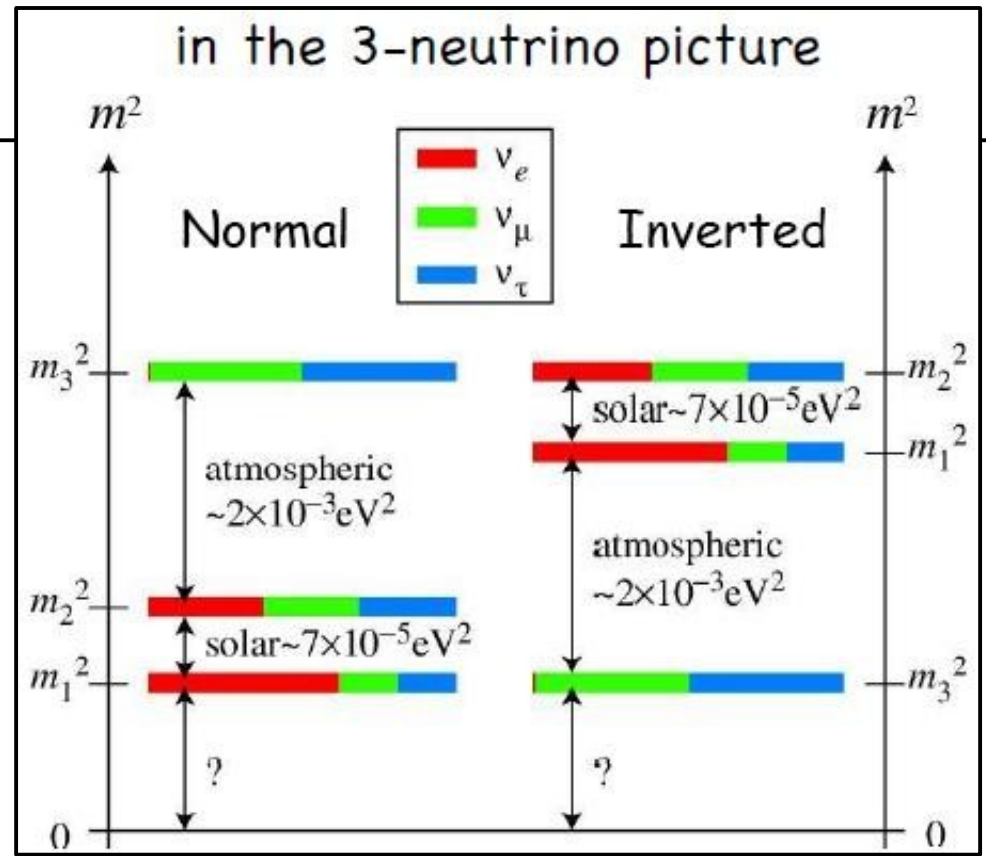 in the 3-neutrino picture
m²
m²
νe
νμ
ντ
Normal
Inverted
m₃²
m₂²
solar~7×10⁻⁵eV²
m₁²
atmospheric
~2×10⁻³eV²
atmospheric
~2×10⁻³eV²
m₂²
solar~7×10⁻⁵eV²
m₁²
m₃²
?
?
0
0